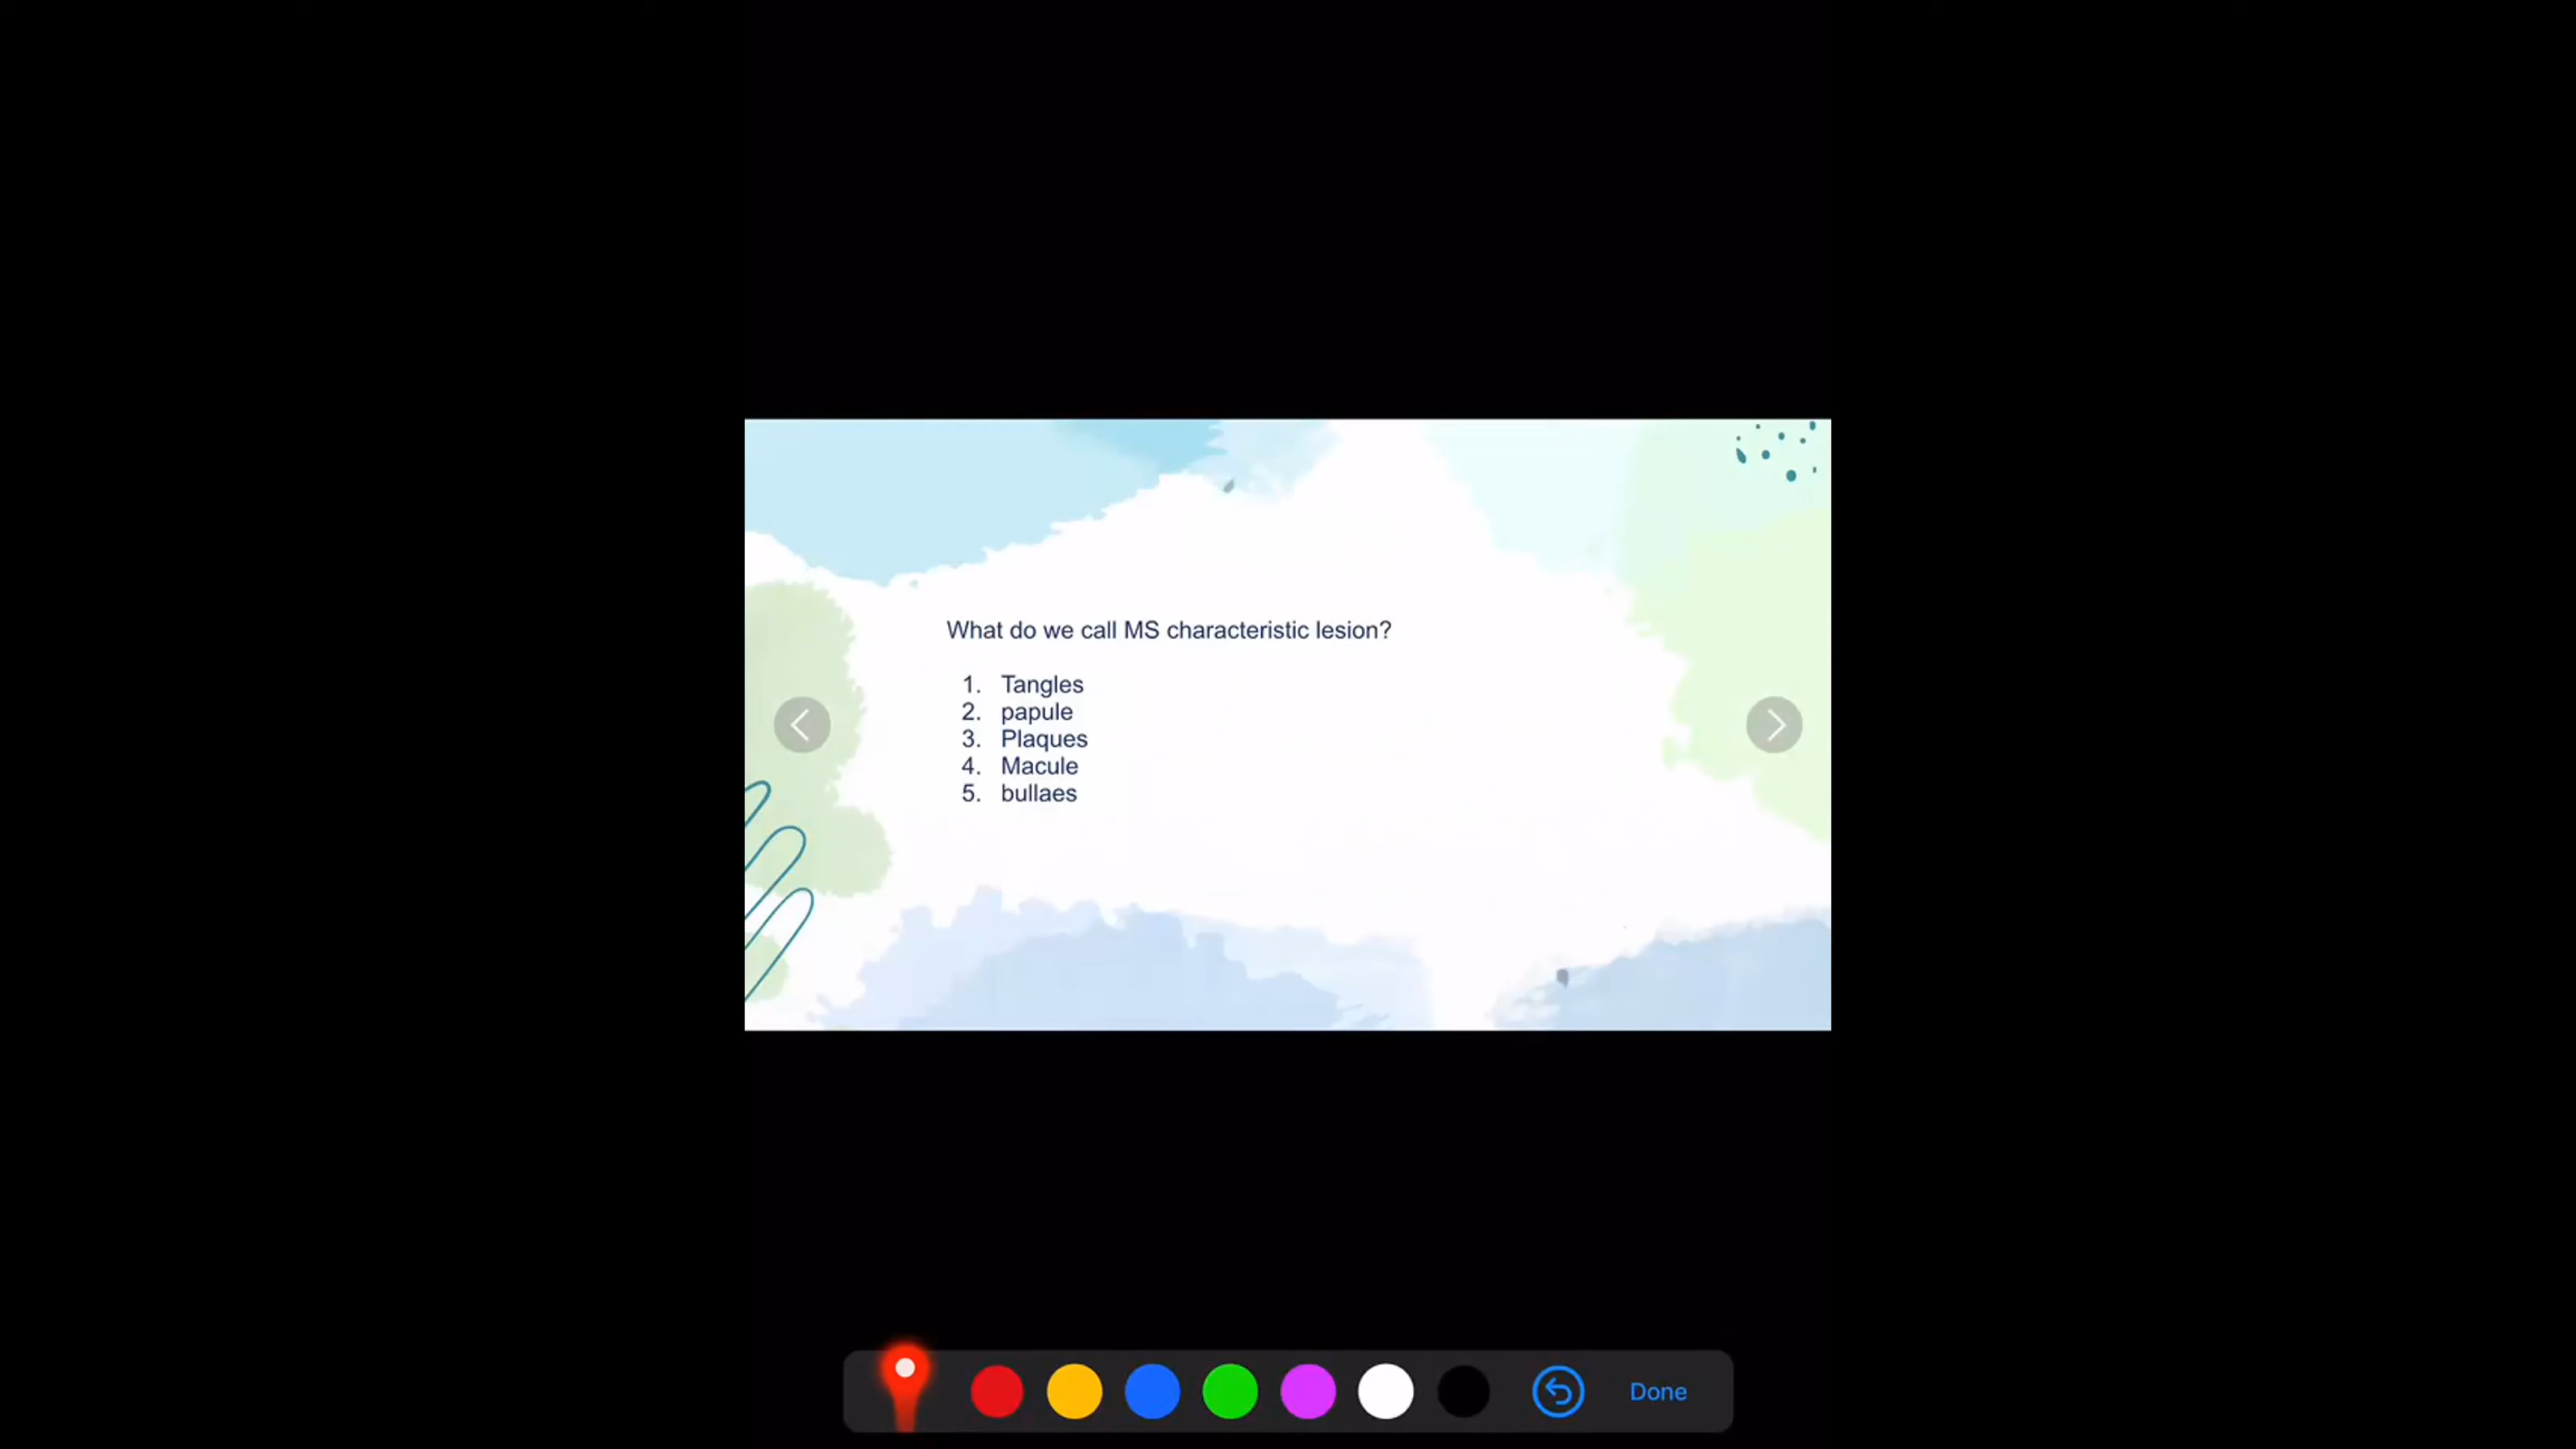 What do we call MS characteristic lesion?
1. Tangles
2. papule
3. Plaques
4. Macule
5. bullaes
Done